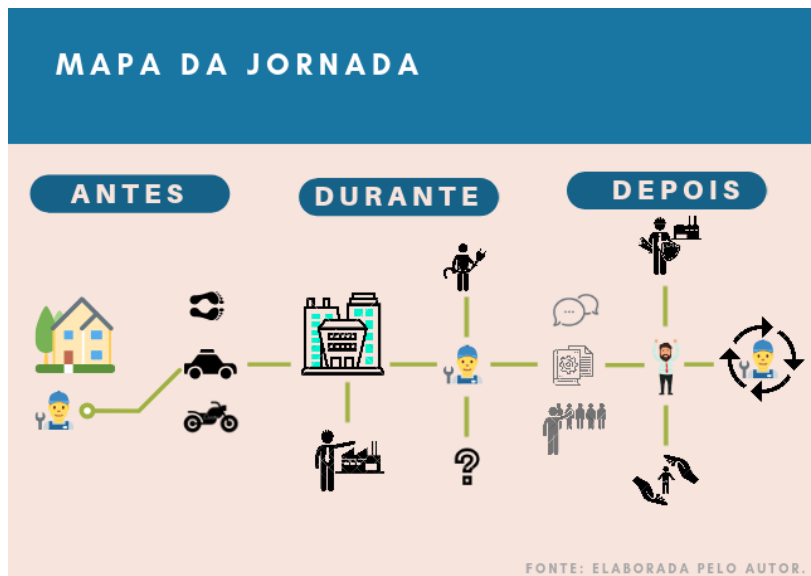 MAPA DA JORNADA
ANTES
DURANTE
DEPOIS
?
FONTE: ELABORADA PELO AUTOR.